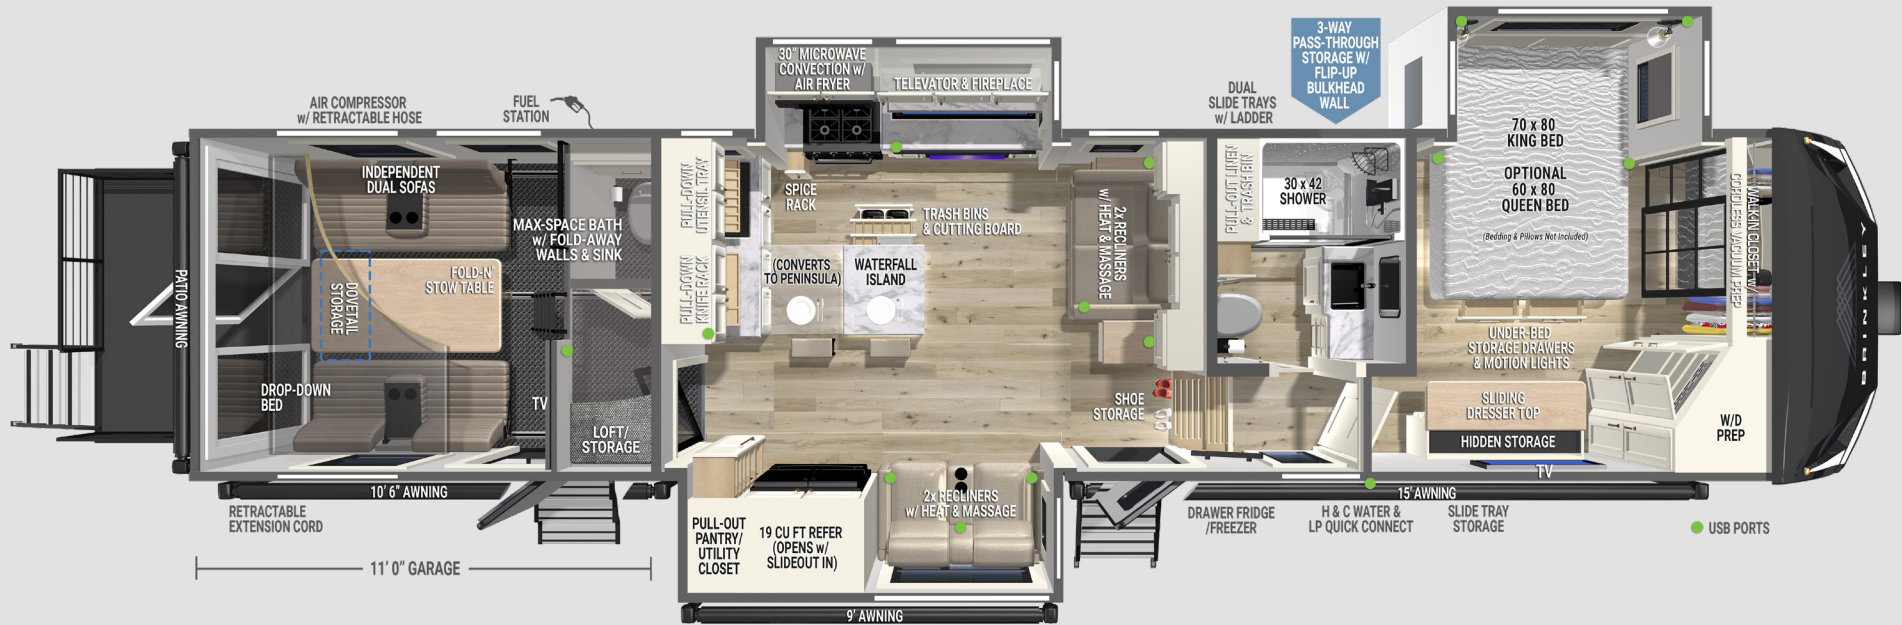 AIR COMPRESSOR
w/ RETRACTABLE HOSE
FUEL
STATION
30" MICROWAVE
CONVECTION w/
AIR FRYER
TELEVATOR & FIREPLACE
DUAL
SLIDE TRAYS
w/ LADDER
3-WAY
PASS-THROUGH
STORAGE W/
FLIP-UP
BULKHEAD
WALL
INDEPENDENT
DUAL SOFAS
MAX-SPACE BATH
w/ FOLD-AWAY
WALLS & SINK
PULL-DOWN
UTENSIL TRAY
PULL-DOWN
KNIFE RACK
SPICE
RACK
TRASH BINS
& CUTTING BOARD
(CONVERTS
TO PENINSULA)
WATERFALL
ISLAND
2x RECLINERS
w/ HEAT & MASSAGE
PULL-OUT LINEN
& TRASH BIN
30 x 42
SHOWER
70 x 80
KING BED
OPTIONAL
60 x 80
QUEEN BED
(Bedding & Pillows Not Included)
WALK-IN CLOSET w/
CORDLESS VACUUM PREP
BRINKLEY
PATIO AWNING
FOLD-N'
STOW TABLE
DOVETAIL
STORAGE
DROP-DOWN
BED
TV
LOFT/
STORAGE
SHOE
STORAGE
UNDER-BED
STORAGE DRAWERS
& MOTION LIGHTS
SLIDING
DRESSER TOP
HIDDEN STORAGE
TV
W/D
PREP
10' 6" AWNING
RETRACTABLE
EXTENSION CORD
11' 0" GARAGE
PULL-OUT
PANTRY/
UTILITY
CLOSET
19 CU FT REFER
(OPENS w/
SLIDEOUT IN)
2x RECLINERS
w/ HEAT & MASSAGE
9' AWNING
15' AWNING
DRAWER FRIDGE
/FREEZER
H & C WATER &
LP QUICK CONNECT
SLIDE TRAY
STORAGE
USB PORTS